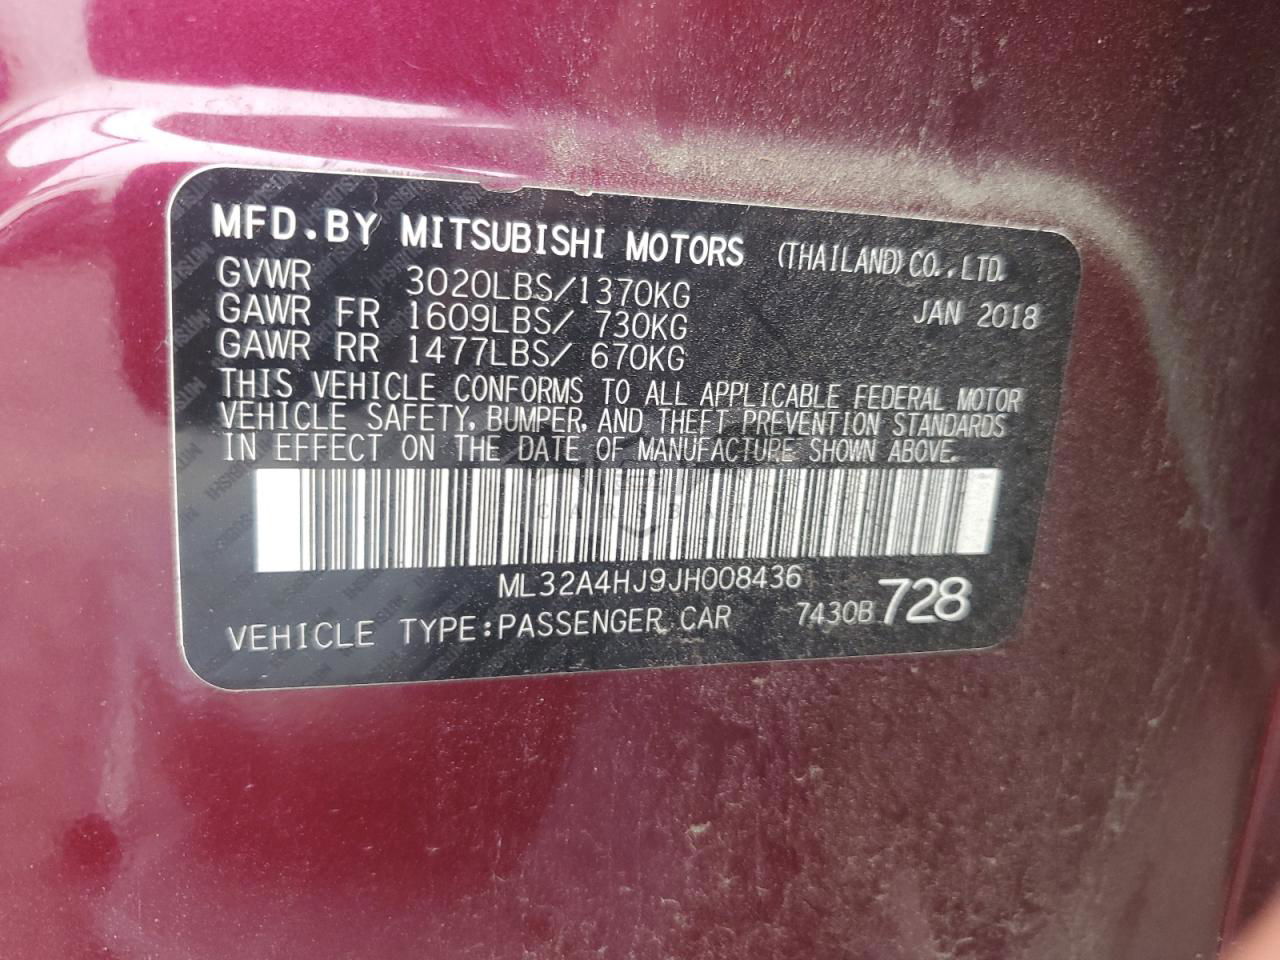 MFD.BY MITSUBISHI MOTORS (THAILAND) CO.,LTD.
GVWR 3020LBS/1370KG JAN 2018
GAWR FR 1609LBS/ 730KG
GAWR RR 1477LBS/ 670KG
THIS VEHICLE CONFORMS TO ALL APPLICABLE FEDERAL MOTOR
VEHICLE SAFETY, BUMPER, AND THEFT PREVENTION STANDARDS
IN EFFECT ON THE DATE OF MANUFACTURE SHOWN ABOVE.
ML32A4HJ9JH008436
VEHICLE TYPE:PASSENGER CAR 7430B 728